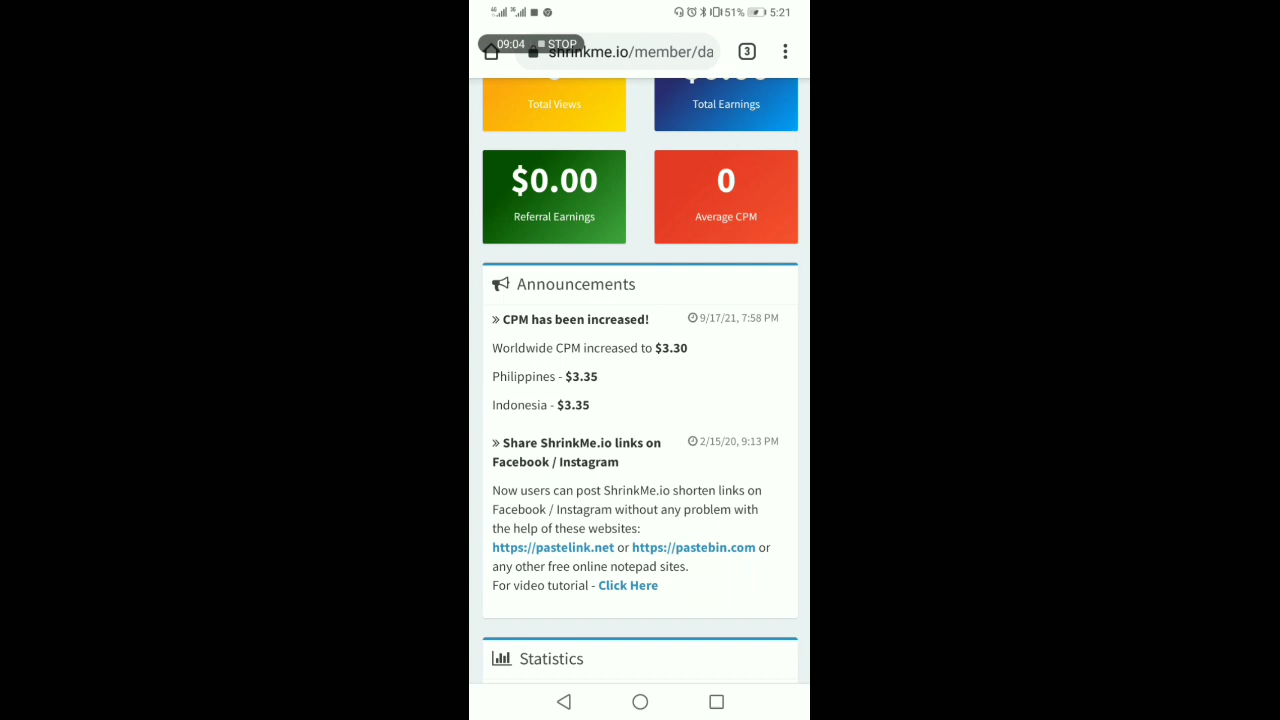 4G 3G 51% 5:21
09:04 STOP
shrinkme.io/member/da 3
Total Views Total Earnings
$0.00 0
Referral Earnings Average CPM
Announcements
» CPM has been increased! 9/17/21, 7:58 PM
Worldwide CPM increased to $3.30
Philippines - $3.35
Indonesia - $3.35
» Share ShrinkMe.io links on 2/15/20, 9:13 PM
Facebook / Instagram
Now users can post ShrinkMe.io shorten links on
Facebook / Instagram without any problem with
the help of these websites:
https://pastelink.net or https://pastebin.com or
any other free online notepad sites.
For video tutorial - Click Here
Statistics